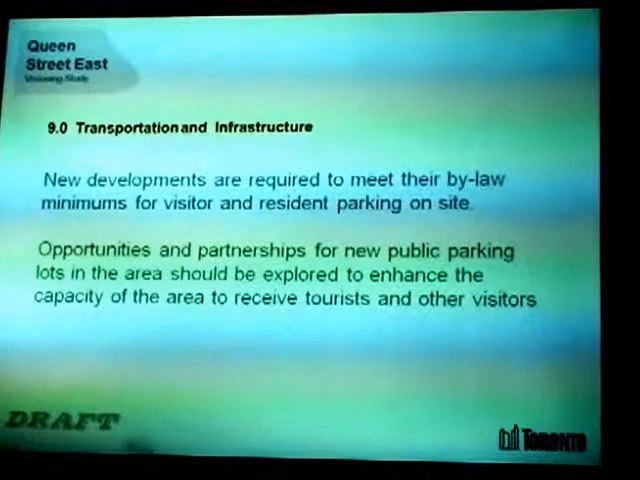 Queen
Street East
Visioning Study
9.0 Transportation and Infrastructure
New developments are required to meet their by-law
minimums for visitor and resident parking on site.
Opportunities and partnerships for new public parking
lots in the area should be explored to enhance the
capacity of the area to receive tourists and other visitors
DRAFT
TORONTO